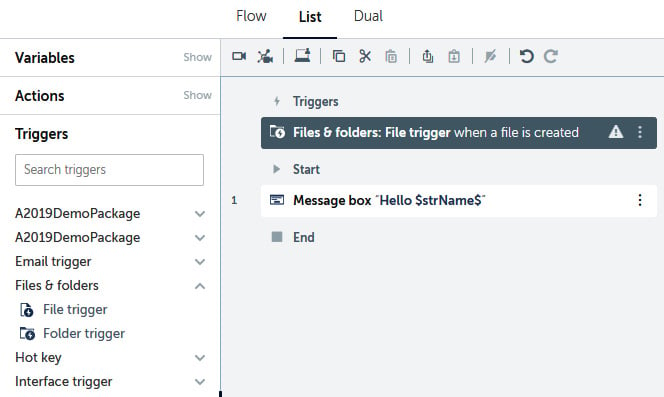 Flow List Dual
Variables Show
Actions Show
Triggers
Search triggers
A2019DemoPackage
A2019DemoPackage
Email trigger
Files & folders
File trigger
Folder trigger
Hot key
Interface trigger
Triggers
Files & folders: File trigger when a file is created
Start
1 Message box "Hello $strName$"
End